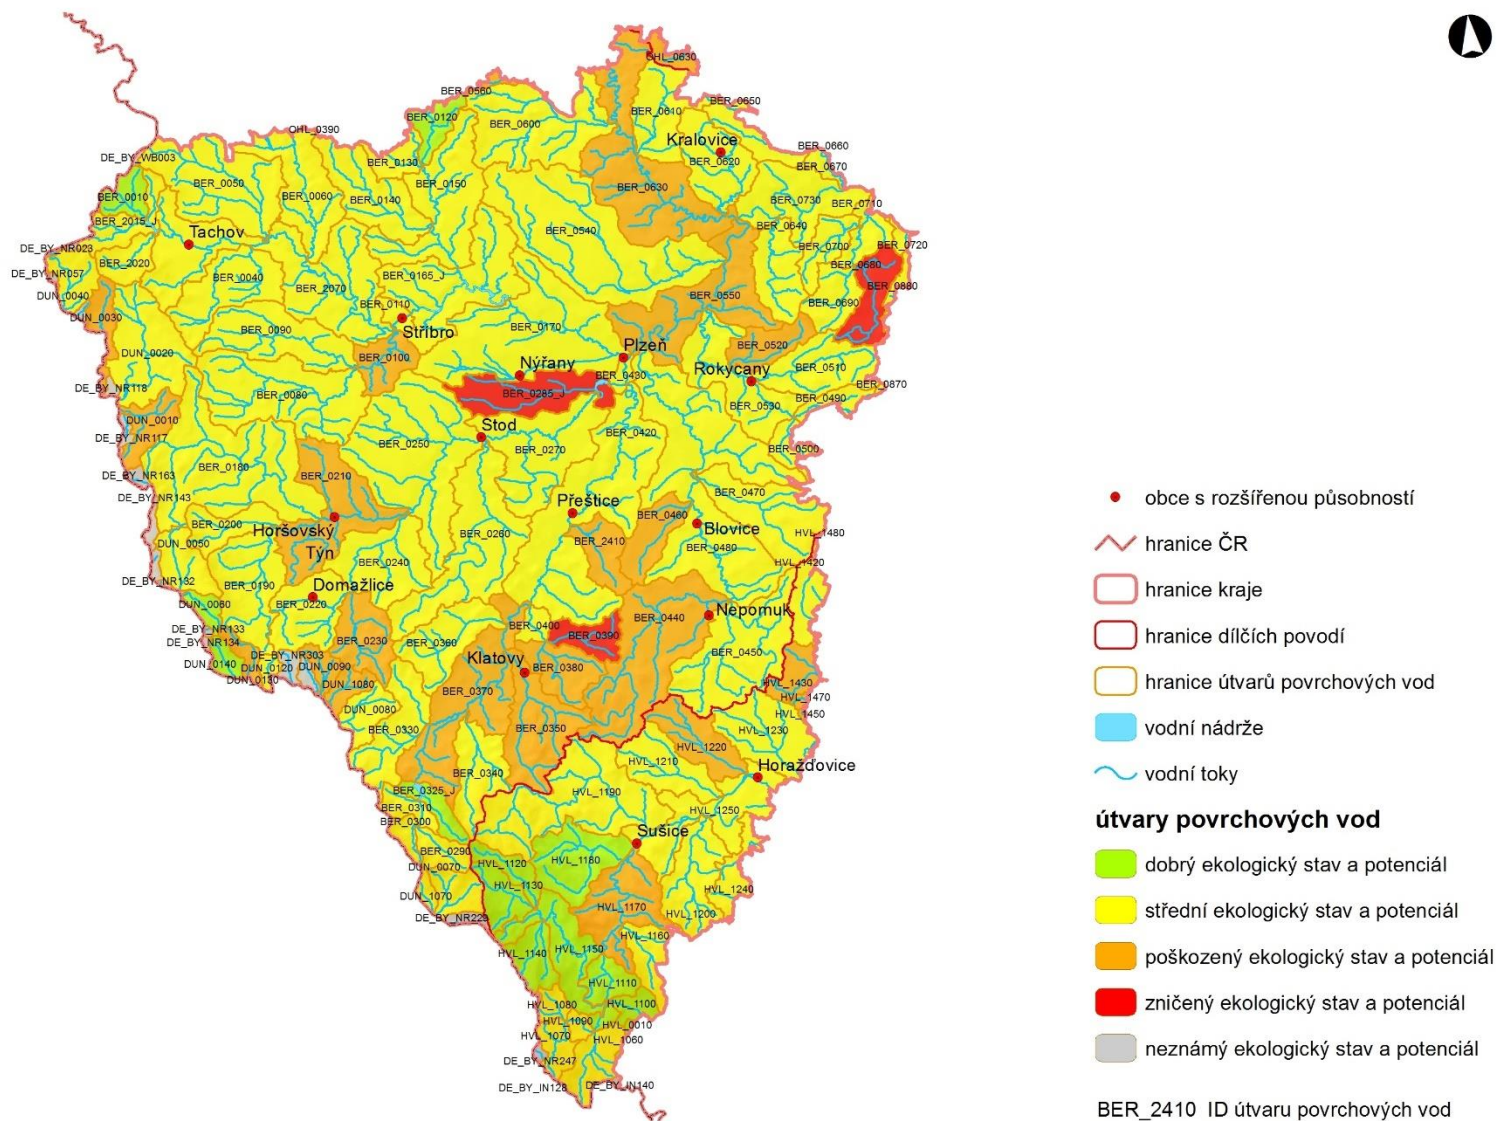 OHL_0630
BER_0560
BER_0650
BER_0120
BER_0600
BER_0610
OHL_0390
Kralovice
BER_0660
DE_BY_WB003
BER_0130
BER_0620
BER_0670
BER_0050
BER_0150
BER_0630
BER_0010
BER_0060
BER_0140
BER_0730
BER_0710
BER_2015_J
BER_0640
Tachov
BER_0540
BER_0700
BER_0720
DE_BY_NR023
BER_2020
BER_0680
DE_BY_NR057
BER_0040
BER_0165_J
BER_0880
DUN_0040
BER_2070
BER_0550
BER_0110
BER_0690
DUN_0030
BER_0090
Stříbro
BER_0170
DUN_0020
BER_0100
Plzeň
BER_0520
Nýřany
Rokycany
BER_0510
BER_0430
DE_BY_NR118
BER_0080
BER_0265_J
BER_0870
BER_0490
BER_0530
DUN_0010
Stod
BER_0420
DE_BY_NR117
BER_0250
BER_0270
BER_0500
BER_0180
DE_BY_NR163
BER_0210
BER_0470
DE_BY_NR143
Přeštice
BER_0460
BER_0200
Horšovský
Týn
Blovice
BER_0260
HVL_1480
DUN_0050
BER_2410
BER_0480
BER_0240
HVL_1420
DE_BY_NR132
BER_0190
Domažlice
DUN_0060
BER_0220
Nepomuk
BER_0440
BER_0400
DE_BY_NR133
BER_0390
BER_0230
BER_0360
DE_BY_NR134
DE_BY_NR303
BER_0450
Klatovy
DUN_0140
DUN_0120
DUN_0090
BER_0380
DUN_0130
DUN_1080
HVL_1430
BER_0370
HVL_1470
DUN_0080
HVL_1450
BER_0330
BER_0350
HVL_1230
HVL_1220
HVL_1210
Horažďovice
BER_0340
BER_0325_J
HVL_1190
BER_0310
HVL_1250
BER_0300
Sušice
BER_0290
HVL_1120
HVL_1180
DUN_0070
HVL_1130
HVL_1240
DUN_1070
HVL_1170
HVL_1200
DE_BY_NR229
HVL_1160
HVL_1140
HVL_1150
HVL_1110
HVL_1080
HVL_1100
HVL_1090
HVL_0010
HVL_1070
HVL_1060
DE_BY_NR247
DE_BY_IN128
DE_BY_IN140
obce s rozšířenou působností
hranice ČR
hranice kraje
hranice dílčích povodí
hranice útvarů povrchových vod
vodní nádrže
vodní toky
útvary povrchových vod
dobrý ekologický stav a potenciál
střední ekologický stav a potenciál
poškozený ekologický stav a potenciál
zničený ekologický stav a potenciál
neznámý ekologický stav a potenciál
BER_2410 ID útvaru povrchových vod